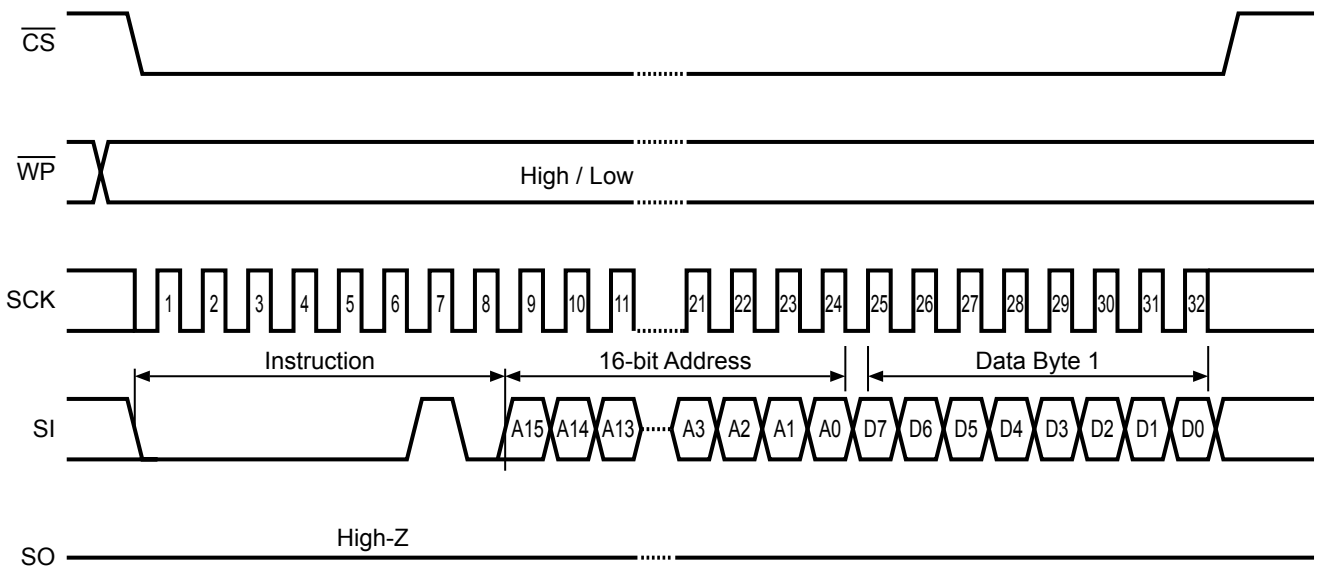 CS
WP
High / Low
SCK 1 2 3 4 5 6 7 8 9 10 11 21 22 23 24 25 26 27 28 29 30 31 32
Instruction 16-bit Address Data Byte 1
SI A15 A14 A13 A3 A2 A1 A0 D7 D6 D5 D4 D3 D2 D1 D0
High-Z
SO